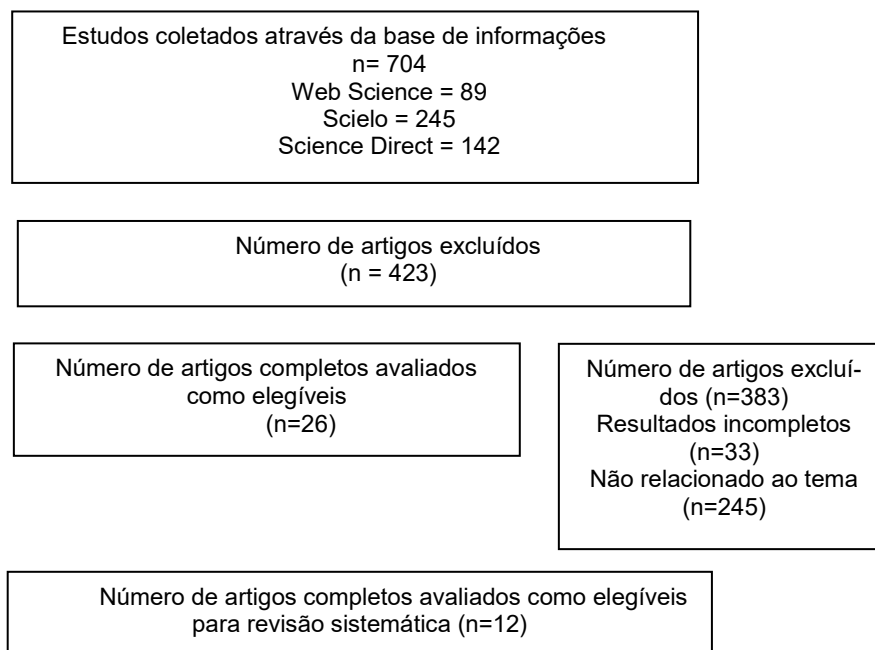 Estudos coletados através da base de informações
n= 704
Web Science = 89
Scielo = 245
Science Direct = 142
Número de artigos excluídos
(n = 423)
Número de artigos completos avaliados
como elegíveis
(n=26)
Número de artigos excluí-
dos (n=383)
Resultados incompletos
(n=33)
Não relacionado ao tema
(n=245)
Número de artigos completos avaliados como elegíveis
para revisão sistemática (n=12)